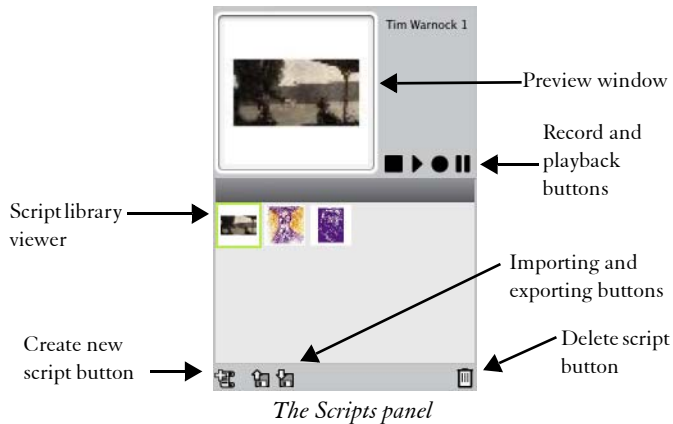 Tim Warnock 1
Preview window
Record and
playback
buttons
Script library
viewer
Importing and
exporting buttons
Create new
script button
Delete script
button
The Scripts panel